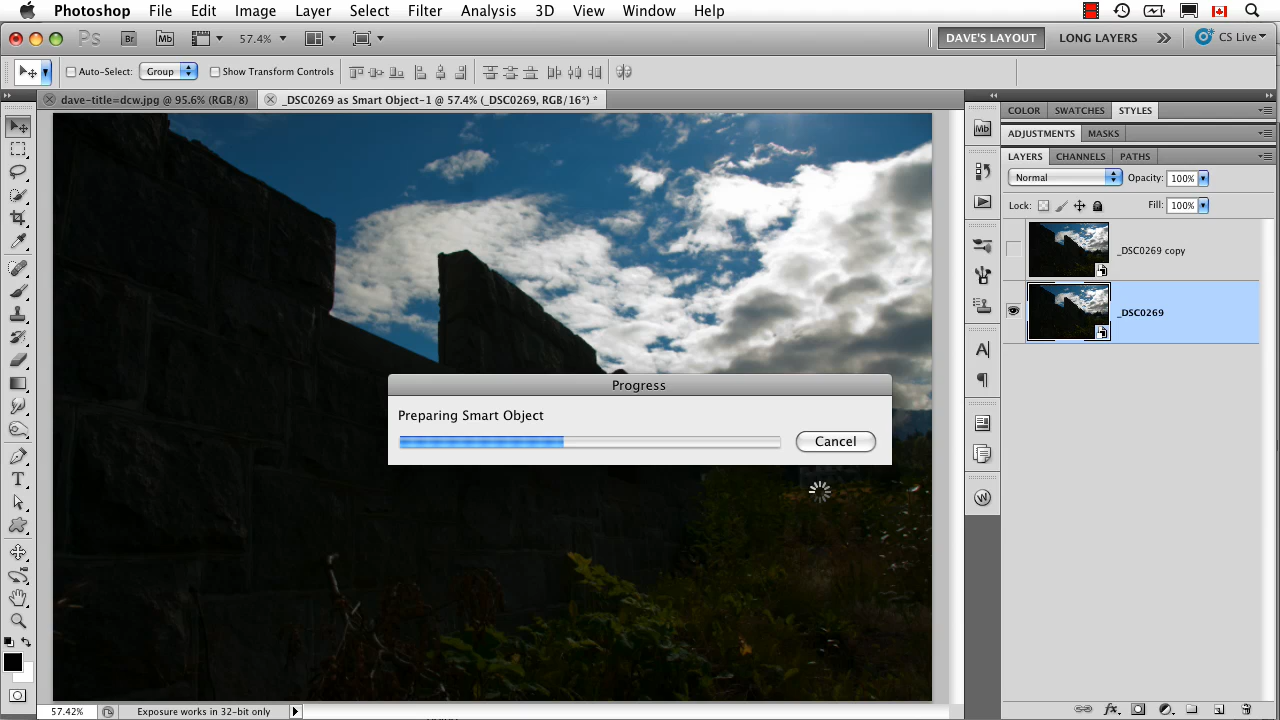 Photoshop File Edit Image Layer Select Filter Analysis 3D View Window Help
Ps Br Mb 57.4% DAVE'S LAYOUT LONG LAYERS CS Live
Auto-Select: Group Show Transform Controls
dave-title=dcw.jpg @ 95.6% (RGB/8) _DSC0269 as Smart Object-1 @ 57.4% (_DSC0269, RGB/16*) *
Mb
COLOR SWATCHES STYLES
ADJUSTMENTS MASKS
LAYERS CHANNELS PATHS
Normal Opacity: 100%
Lock: Fill: 100%
_DSC0269 copy
_DSC0269
Progress
Preparing Smart Object
Cancel
57.42% Exposure works in 32-bit only